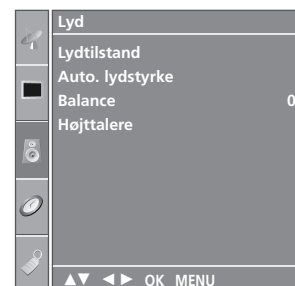 Lyd
Lydtilstand
Auto. lydstyrke
Balance 0
Højttalere
▲▼ ◄► OK MENU